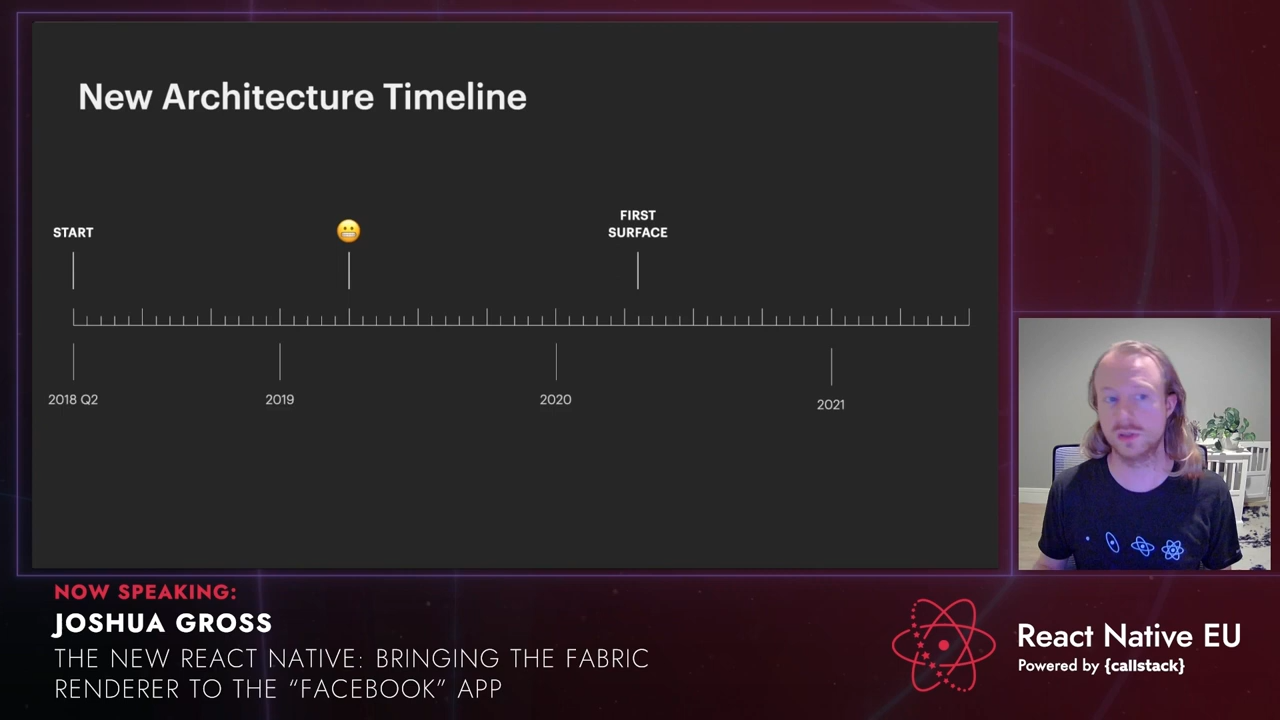 New Architecture Timeline
START
😬
FIRST
SURFACE
2018 Q2
2019
2020
2021
NOW SPEAKING:
JOSHUA GROSS
THE NEW REACT NATIVE: BRINGING THE FABRIC
RENDERER TO THE “FACEBOOK” APP
React Native EU
Powered by {callstack}